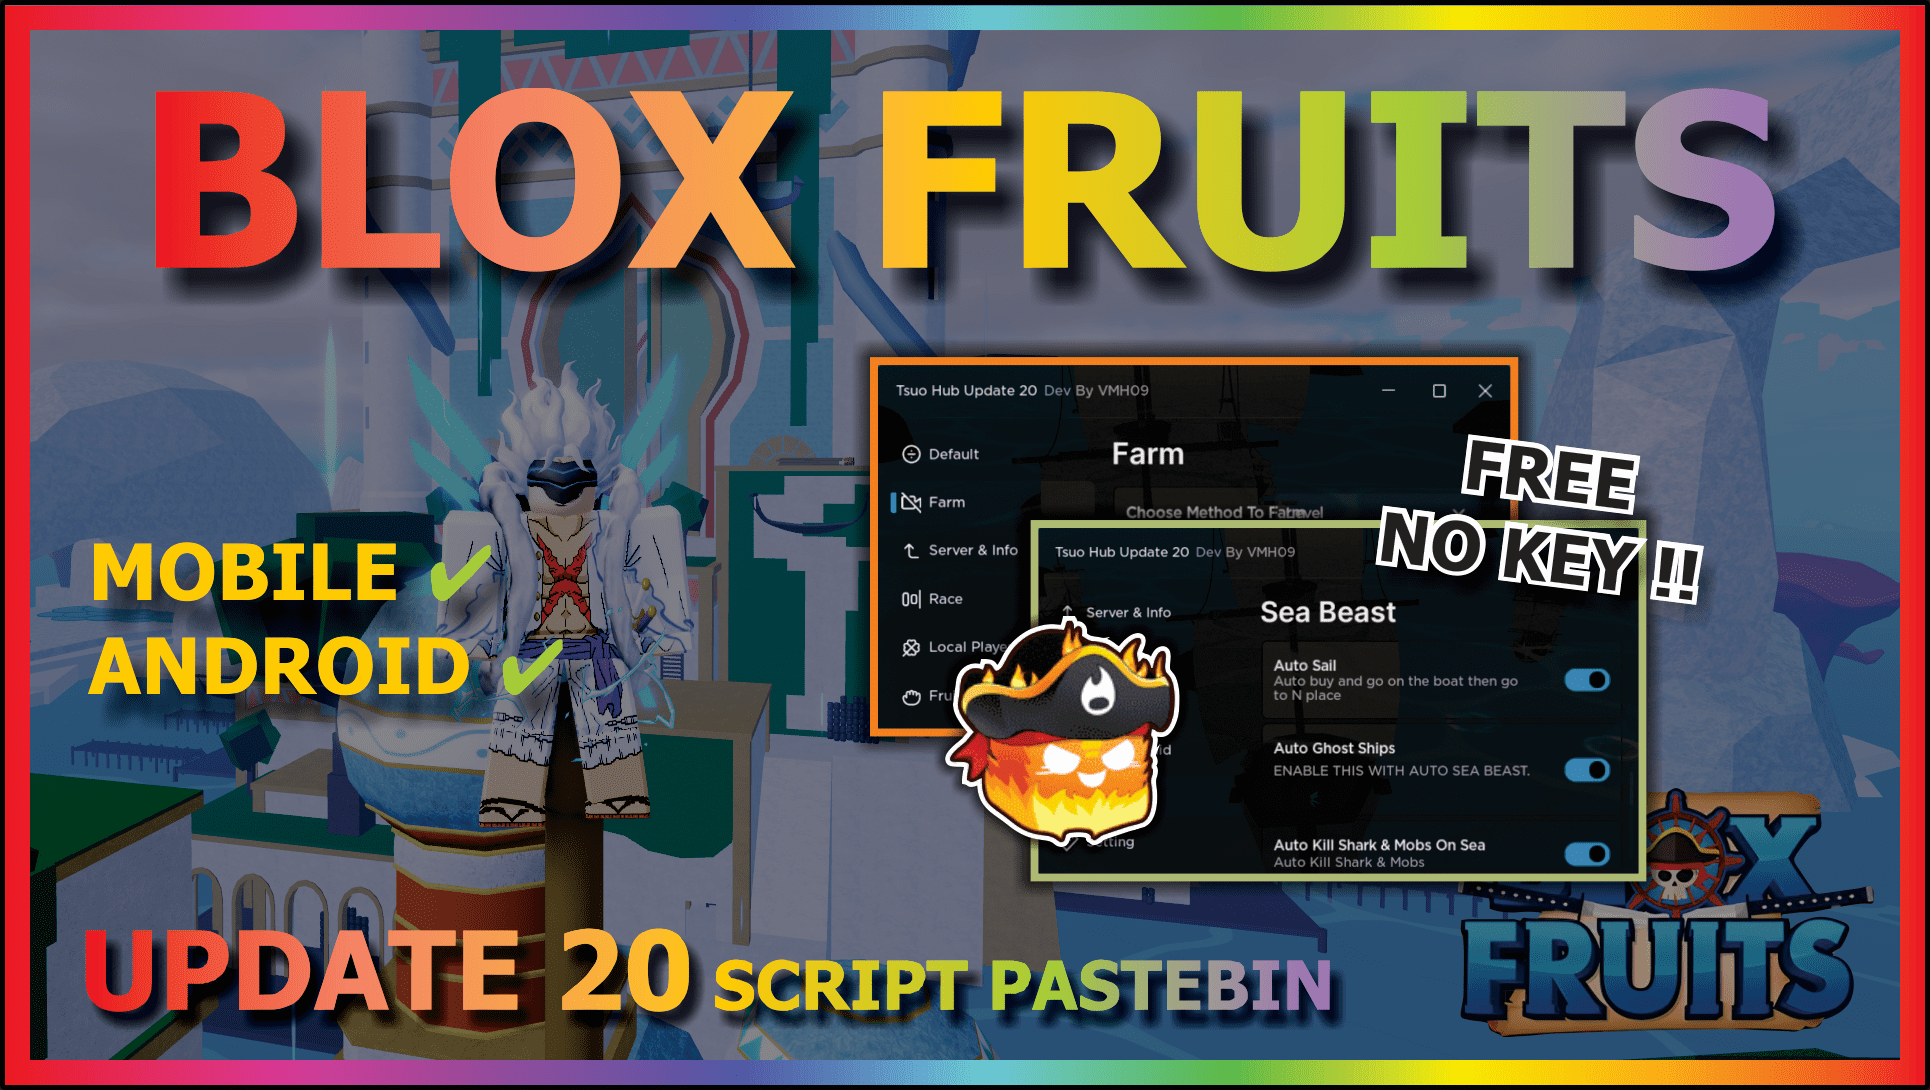 BLOX FRUITS
Tsuo Hub Update 20 Dev By VMH09
Default
Farm
Server & Info
Race
Local Playe
Fru
Farm
Choose Method To Farm
FREE
NO KEY !!
Tsuo Hub Update 20 Dev By VMH09
Server & Info
Sea Beast
Auto Sail
Auto buy and go on the boat then go
to N place
Auto Ghost Ships
ENABLE THIS WITH AUTO SEA BEAST.
Auto Kill Shark & Mobs On Sea
Auto Kill Shark & Mobs
MOBILE ✓
ANDROID ✓
UPDATE 20 SCRIPT PASTEBIN
FRUITS